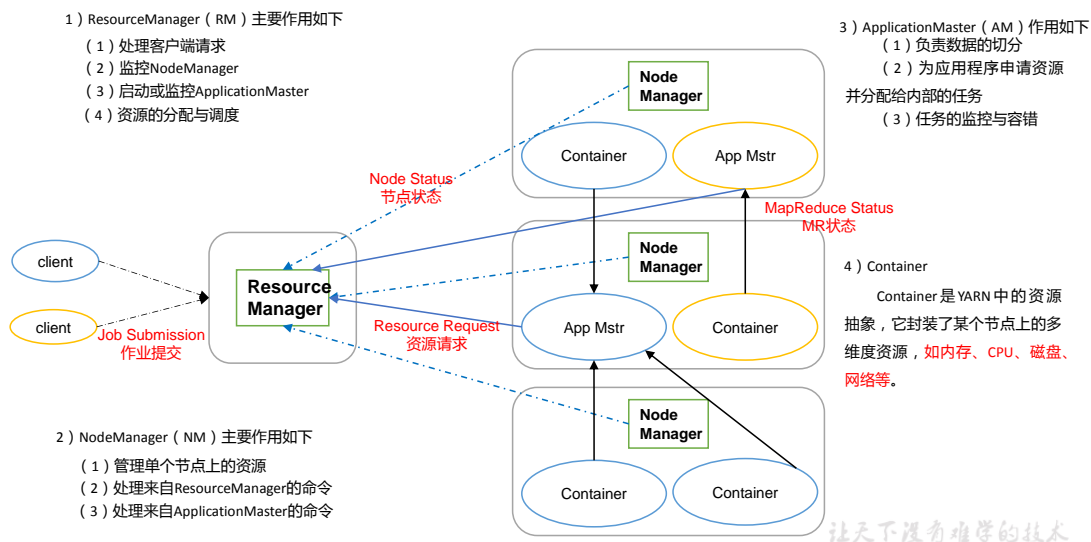 1）ResourceManager（RM）主要作用如下
（1）处理客户端请求
（2）监控NodeManager
（3）启动或监控ApplicationMaster
（4）资源的分配与调度
3）ApplicationMaster（AM）作用如下
（1）负责数据的切分
（2）为应用程序申请资源
并分配给内部的任务
（3）任务的监控与容错
Node
Manager
Container
App Mstr
Node Status
节点状态
MapReduce Status
MR状态
client
client
Job Submission
作业提交
Resource
Manager
Resource Request
资源请求
Node
Manager
App Mstr
Container
4）Container
Container是YARN中的资源
抽象，它封装了某个节点上的多
维度资源，如内存、CPU、磁盘、
网络等。
2）NodeManager（NM）主要作用如下
（1）管理单个节点上的资源
（2）处理来自ResourceManager的命令
（3）处理来自ApplicationMaster的命令
Node
Manager
Container
Container
让天下没有难学的技术